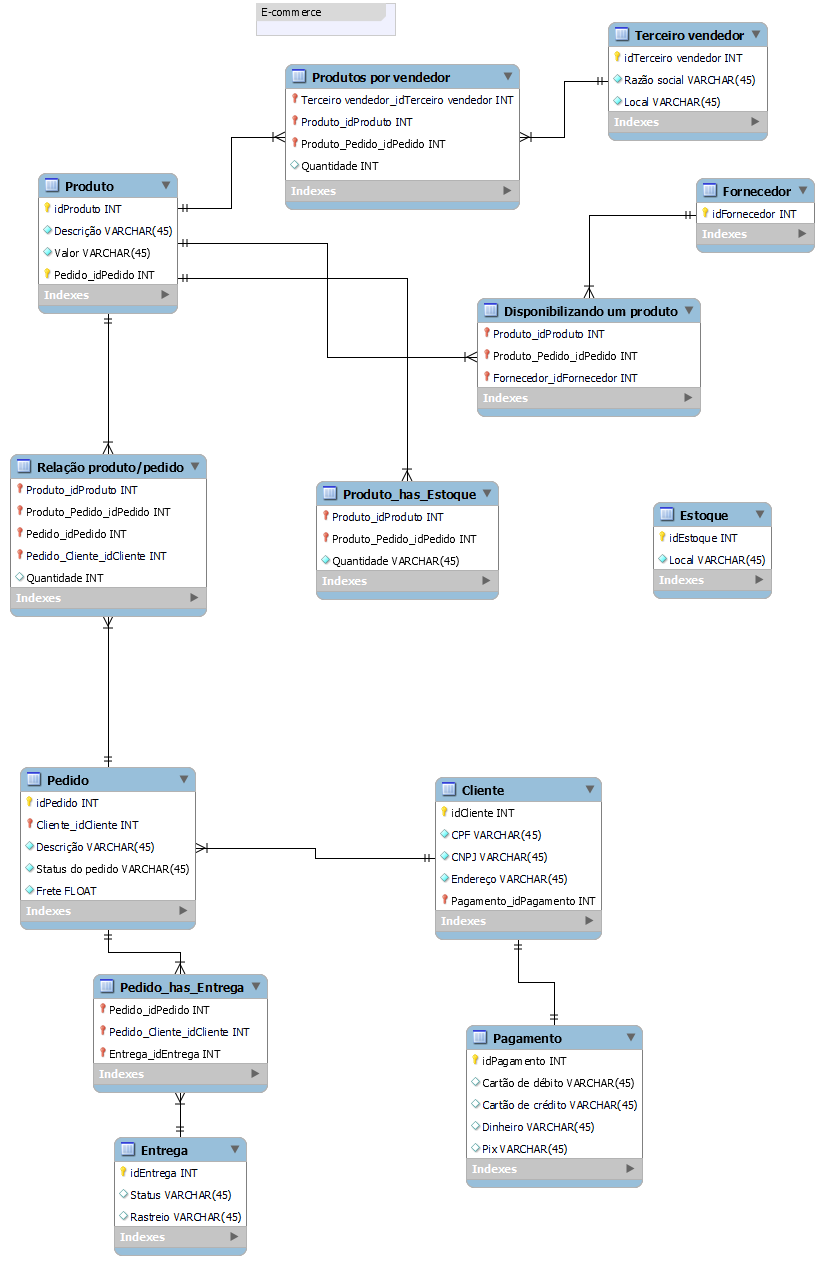 E-commerce
Terceiro vendedor
idTerceiro vendedor INT
Razão social VARCHAR(45)
Local VARCHAR(45)
Indexes
Produtos por vendedor
Terceiro vendedor_idTerceiro vendedor INT
Produto_idProduto INT
Produto_Pedido_idPedido INT
Quantidade INT
Indexes
Produto
idProduto INT
Descrição VARCHAR(45)
Valor VARCHAR(45)
Pedido_idPedido INT
Indexes
Fornecedor
idFornecedor INT
Indexes
Disponibilizando um produto
Produto_idProduto INT
Produto_Pedido_idPedido INT
Fornecedor_idFornecedor INT
Indexes
Relação produto/pedido
Produto_idProduto INT
Produto_Pedido_idPedido INT
Pedido_idPedido INT
Pedido_Cliente_idCliente INT
Quantidade INT
Indexes
Produto_has_Estoque
Produto_idProduto INT
Produto_Pedido_idPedido INT
Quantidade VARCHAR(45)
Indexes
Estoque
idEstoque INT
Local VARCHAR(45)
Indexes
Pedido
idPedido INT
Cliente_idCliente INT
Descrição VARCHAR(45)
Status do pedido VARCHAR(45)
Frete FLOAT
Indexes
Cliente
idCliente INT
CPF VARCHAR(45)
CNPJ VARCHAR(45)
Endereço VARCHAR(45)
Pagamento_idPagamento INT
Indexes
Pedido_has_Entrega
Pedido_idPedido INT
Pedido_Cliente_idCliente INT
Entrega_idEntrega INT
Indexes
Pagamento
idPagamento INT
Cartão de débito VARCHAR(45)
Cartão de crédito VARCHAR(45)
Dinheiro VARCHAR(45)
Pix VARCHAR(45)
Indexes
Entrega
idEntrega INT
Status VARCHAR(45)
Rastreio VARCHAR(45)
Indexes